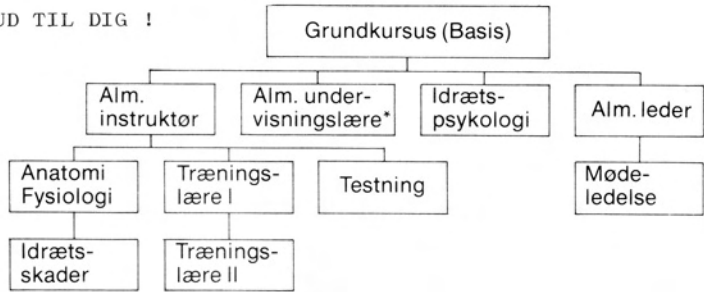 UD TIL DIG !
Grundkursus (Basis)
Alm.
instruktør
Alm. under-
visningslære*
Idræts-
psykologi
Alm. leder
Anatomi
Fysiologi
Trænings-
lære I
Testning
Møde-
ledelse
Idræts-
skader
Trænings-
lære II